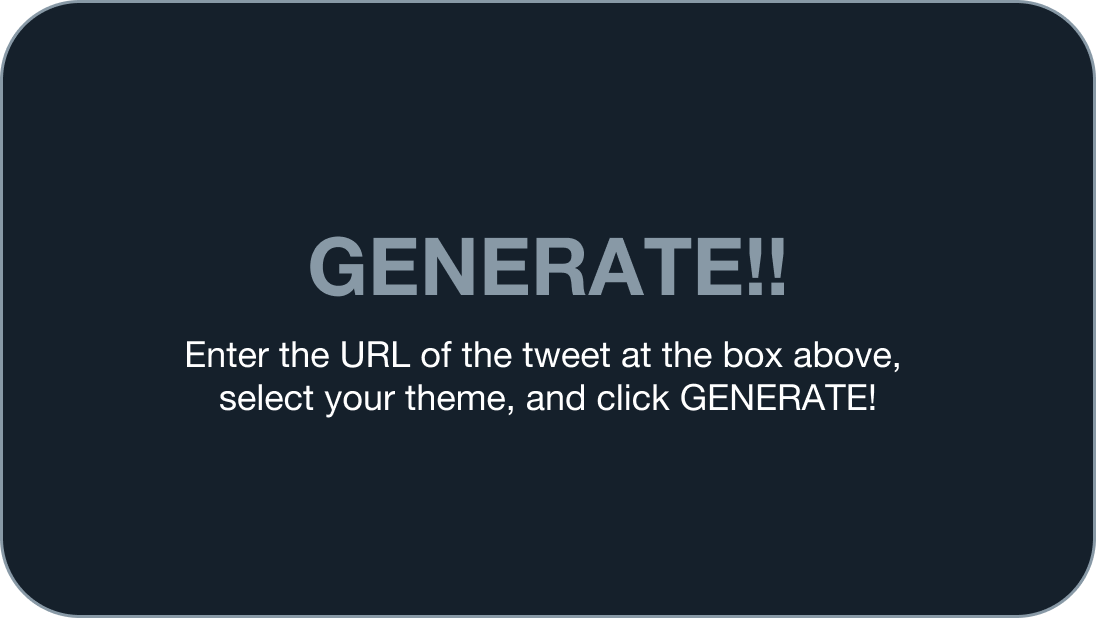 GENERATE!!
Enter the URL of the tweet at the box above,
select your theme, and click GENERATE!